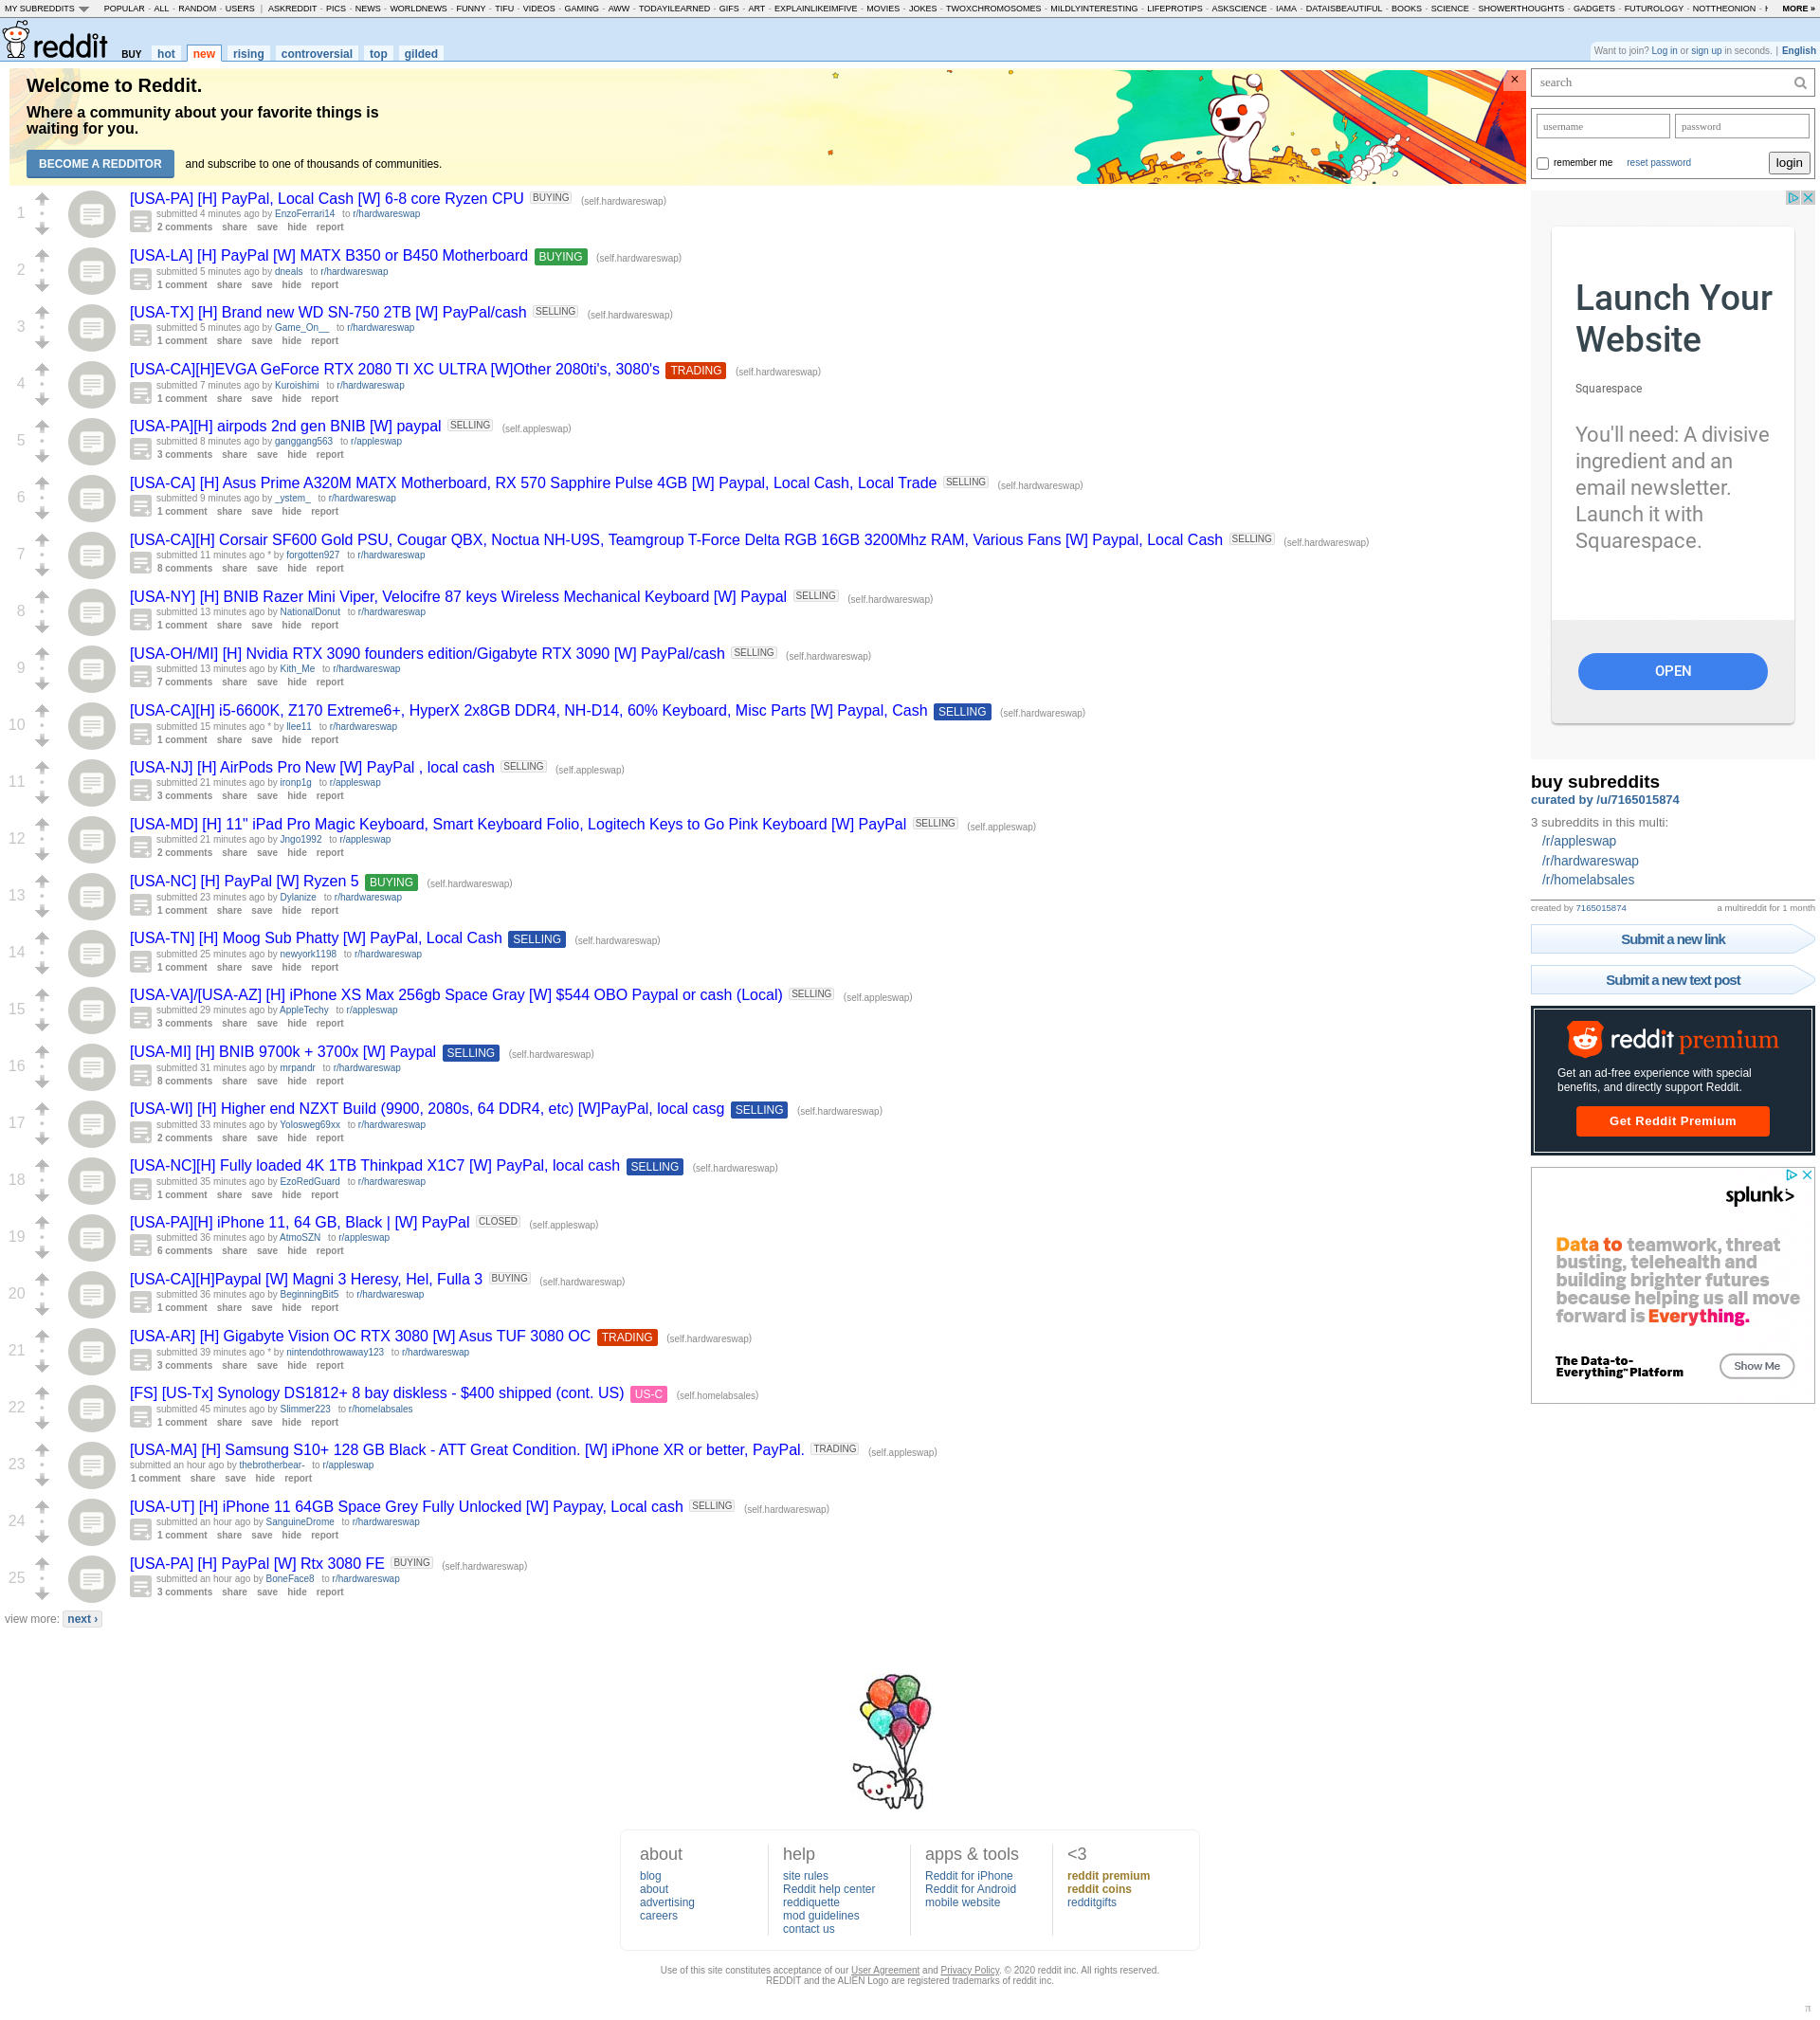 MY SUBREDDITS POPULAR - ALL - RANDOM - USERS | ASKREDDIT - PICS - NEWS - WORLDNEWS - FUNNY - TIFU - VIDEOS - GAMING - AWW - TODAYILEARNED - GIFS - ART - EXPLAINLIKEIMFIVE - MOVIES - JOKES - TWOXCHROMOSOMES - MILDLYINTERESTING - LIFEPROTIPS - ASKSCIENCE - IAMA - DATAISBEAUTIFUL - BOOKS - SCIENCE - SHOWERTHOUGHTS - GADGETS - FUTUROLOGY - NOTTHEONION - MORE »
reddit BUY hot new rising controversial top gilded
Want to join? Log in or sign up in seconds. | English
Welcome to Reddit.
Where a community about your favorite things is
waiting for you.
BECOME A REDDITOR and subscribe to one of thousands of communities.
1
[USA-PA] [H] PayPal, Local Cash [W] 6-8 core Ryzen CPU BUYING (self.hardwareswap)
submitted 4 minutes ago by EnzoFerrari14 to r/hardwareswap
2 comments share save hide report
2
[USA-LA] [H] PayPal [W] MATX B350 or B450 Motherboard BUYING (self.hardwareswap)
submitted 5 minutes ago by dneals to r/hardwareswap
1 comment share save hide report
3
[USA-TX] [H] Brand new WD SN-750 2TB [W] PayPal/cash SELLING (self.hardwareswap)
submitted 5 minutes ago by Game_On__ to r/hardwareswap
1 comment share save hide report
4
[USA-CA][H]EVGA GeForce RTX 2080 TI XC ULTRA [W]Other 2080ti's, 3080's TRADING (self.hardwareswap)
submitted 7 minutes ago by Kuroishimi to r/hardwareswap
1 comment share save hide report
5
[USA-PA][H] airpods 2nd gen BNIB [W] paypal SELLING (self.appleswap)
submitted 8 minutes ago by ganggang563 to r/appleswap
3 comments share save hide report
6
[USA-CA] [H] Asus Prime A320M MATX Motherboard, RX 570 Sapphire Pulse 4GB [W] Paypal, Local Cash, Local Trade SELLING (self.hardwareswap)
submitted 9 minutes ago by _ystem_ to r/hardwareswap
1 comment share save hide report
7
[USA-CA][H] Corsair SF600 Gold PSU, Cougar QBX, Noctua NH-U9S, Teamgroup T-Force Delta RGB 16GB 3200Mhz RAM, Various Fans [W] Paypal, Local Cash SELLING (self.hardwareswap)
submitted 11 minutes ago * by forgotten927 to r/hardwareswap
8 comments share save hide report
8
[USA-NY] [H] BNIB Razer Mini Viper, Velocifre 87 keys Wireless Mechanical Keyboard [W] Paypal SELLING (self.hardwareswap)
submitted 13 minutes ago by NationalDonut to r/hardwareswap
1 comment share save hide report
9
[USA-OH/MI] [H] Nvidia RTX 3090 founders edition/Gigabyte RTX 3090 [W] PayPal/cash SELLING (self.hardwareswap)
submitted 13 minutes ago by Kith_Me to r/hardwareswap
7 comments share save hide report
10
[USA-CA][H] i5-6600K, Z170 Extreme6+, HyperX 2x8GB DDR4, NH-D14, 60% Keyboard, Misc Parts [W] Paypal, Cash SELLING (self.hardwareswap)
submitted 15 minutes ago * by llee11 to r/hardwareswap
1 comment share save hide report
11
[USA-NJ] [H] AirPods Pro New [W] PayPal , local cash SELLING (self.appleswap)
submitted 21 minutes ago by ironp1g to r/appleswap
3 comments share save hide report
12
[USA-MD] [H] 11" iPad Pro Magic Keyboard, Smart Keyboard Folio, Logitech Keys to Go Pink Keyboard [W] PayPal SELLING (self.appleswap)
submitted 21 minutes ago by Jngo1992 to r/appleswap
2 comments share save hide report
13
[USA-NC] [H] PayPal [W] Ryzen 5 BUYING (self.hardwareswap)
submitted 23 minutes ago by Dylanize to r/hardwareswap
1 comment share save hide report
14
[USA-TN] [H] Moog Sub Phatty [W] PayPal, Local Cash SELLING (self.hardwareswap)
submitted 25 minutes ago by newyork1198 to r/hardwareswap
1 comment share save hide report
15
[USA-VA]/[USA-AZ] [H] iPhone XS Max 256gb Space Gray [W] $544 OBO Paypal or cash (Local) SELLING (self.appleswap)
submitted 29 minutes ago by AppleTechy to r/appleswap
3 comments share save hide report
16
[USA-MI] [H] BNIB 9700k + 3700x [W] Paypal SELLING (self.hardwareswap)
submitted 31 minutes ago by mrpandr to r/hardwareswap
8 comments share save hide report
17
[USA-WI] [H] Higher end NZXT Build (9900, 2080s, 64 DDR4, etc) [W]PayPal, local casg SELLING (self.hardwareswap)
submitted 33 minutes ago by Yolosweg69xx to r/hardwareswap
2 comments share save hide report
18
[USA-NC][H] Fully loaded 4K 1TB Thinkpad X1C7 [W] PayPal, local cash SELLING (self.hardwareswap)
submitted 35 minutes ago by EzoRedGuard to r/hardwareswap
1 comment share save hide report
19
[USA-PA][H] iPhone 11, 64 GB, Black | [W] PayPal CLOSED (self.appleswap)
submitted 36 minutes ago by AtmoSZN to r/appleswap
6 comments share save hide report
20
[USA-CA][H]Paypal [W] Magni 3 Heresy, Hel, Fulla 3 BUYING (self.hardwareswap)
submitted 36 minutes ago by BeginningBit5 to r/hardwareswap
1 comment share save hide report
21
[USA-AR] [H] Gigabyte Vision OC RTX 3080 [W] Asus TUF 3080 OC TRADING (self.hardwareswap)
submitted 39 minutes ago * by nintendothrowaway123 to r/hardwareswap
3 comments share save hide report
22
[FS] [US-Tx] Synology DS1812+ 8 bay diskless - $400 shipped (cont. US) US-C (self.homelabsales)
submitted 45 minutes ago by Slimmer223 to r/homelabsales
1 comment share save hide report
23
[USA-MA] [H] Samsung S10+ 128 GB Black - ATT Great Condition. [W] iPhone XR or better, PayPal. TRADING (self.appleswap)
submitted an hour ago by thebrotherbear- to r/appleswap
1 comment share save hide report
24
[USA-UT] [H] iPhone 11 64GB Space Grey Fully Unlocked [W] Paypay, Local cash SELLING (self.hardwareswap)
submitted an hour ago by SanguineDrome to r/hardwareswap
1 comment share save hide report
25
[USA-PA] [H] PayPal [W] Rtx 3080 FE BUYING (self.hardwareswap)
submitted an hour ago by BoneFace8 to r/hardwareswap
3 comments share save hide report
view more: next ›
search
username password
remember me reset password login
Launch Your
Website
Squarespace
You'll need: A divisive
ingredient and an
email newsletter.
Launch it with
Squarespace.
OPEN
buy subreddits
curated by /u/7165015874
3 subreddits in this multi:
/r/appleswap
/r/hardwareswap
/r/homelabsales
created by 7165015874 a multireddit for 1 month
Submit a new link
Submit a new text post
reddit premium
Get an ad-free experience with special
benefits, and directly support Reddit.
Get Reddit Premium
splunk>
Data to teamwork, threat
busting, telehealth and
building brighter futures
because helping us all move
forward is Everything.
The Data-to-
Everything™ Platform
Show Me
about
blog
about
advertising
careers
help
site rules
Reddit help center
reddiquette
mod guidelines
contact us
apps & tools
Reddit for iPhone
Reddit for Android
mobile website
<3
reddit premium
reddit coins
redditgifts
Use of this site constitutes acceptance of our User Agreement and Privacy Policy. © 2020 reddit inc. All rights reserved.
REDDIT and the ALIEN Logo are registered trademarks of reddit inc.
π